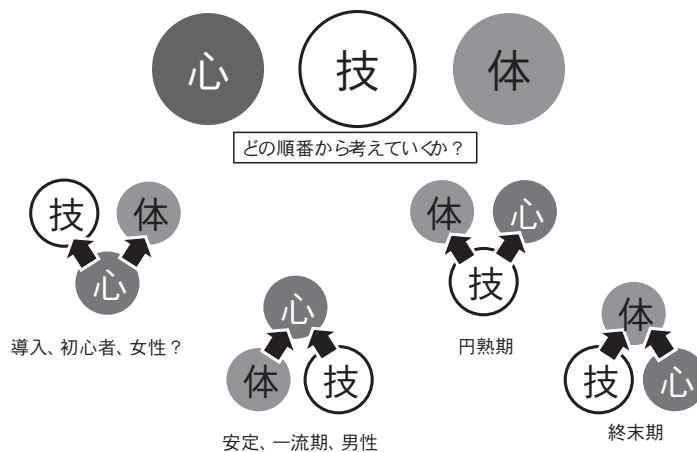 心 技 体
どの順番から考えていくか？
技 体
心
導入、初心者、女性？
心
体 技
安定、一流期、男性
体 心
技
円熟期
体
技 心
終末期